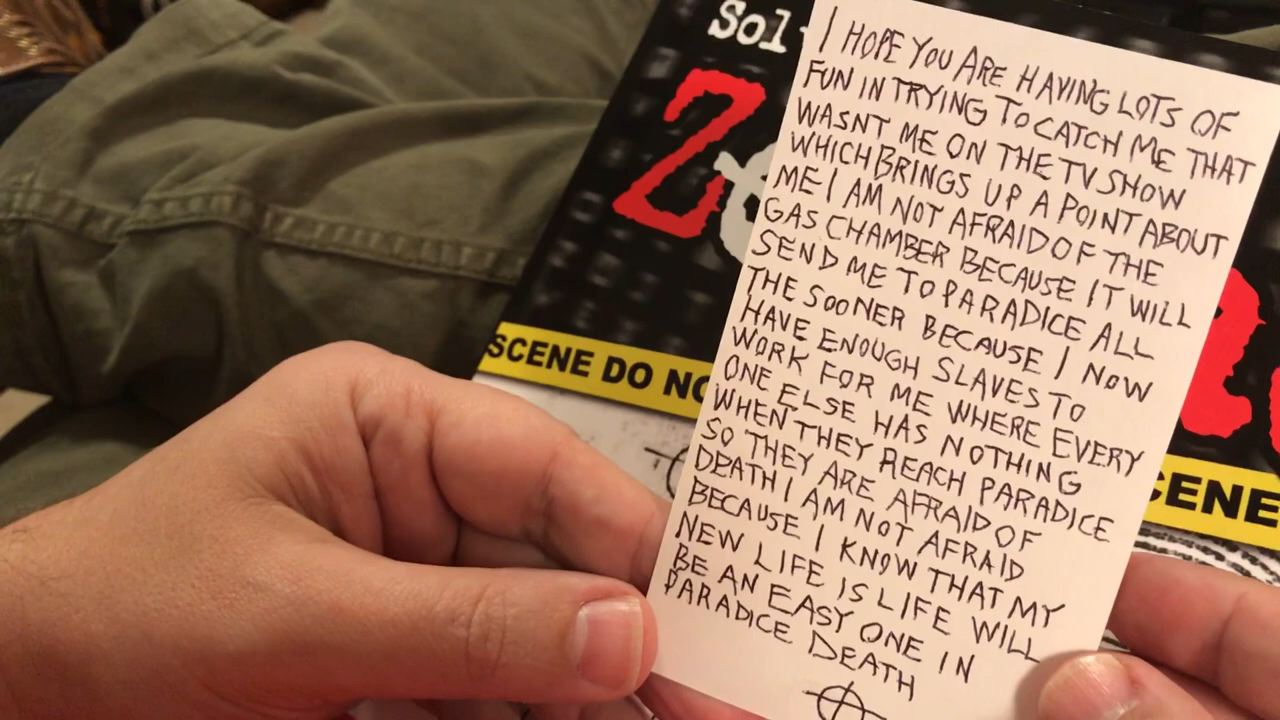 Sol
Ze
SCENE DO NO
CENE
I HOPE YOU ARE HAVING LOTS OF
FUN IN TRYING TO CATCH ME THAT
WASNT ME ON THE TV SHOW
WHICH BRINGS UP A POINT ABOUT
ME I AM NOT AFRAID OF THE
GAS CHAMBER BECAUSE IT WILL
SEND ME TO PARADICE ALL
THE SOONER BECAUSE I NOW
HAVE ENOUGH SLAVES TO
WORK FOR ME WHERE EVERY
ONE ELSE HAS NOTHING
WHEN THEY REACH PARADICE
SO THEY ARE AFRAID OF
DEATH I AM NOT AFRAID
BECAUSE I KNOW THAT MY
NEW LIFE IS LIFE WILL
BE AN EASY ONE IN
PARADICE DEATH